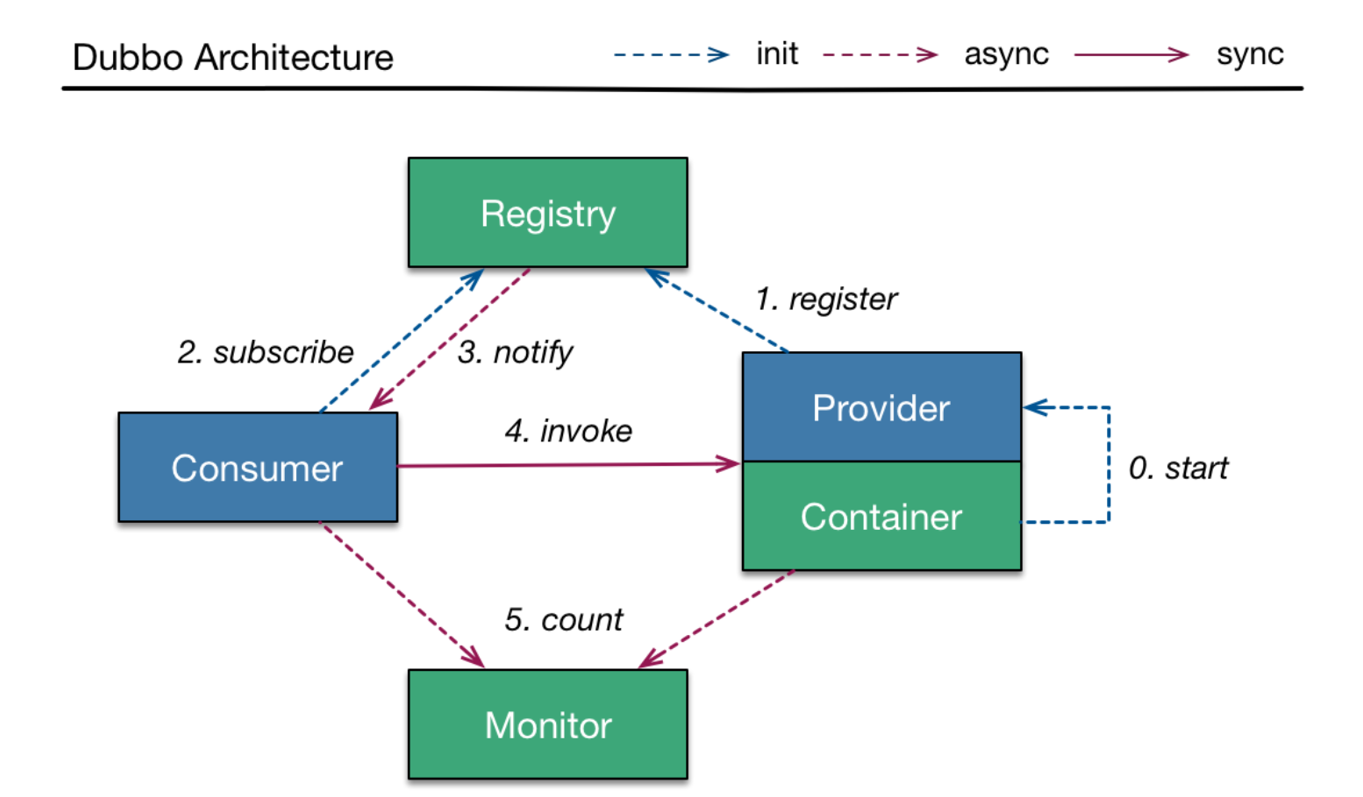 Dubbo Architecture
init
async
sync
Registry
1. register
2. subscribe
3. notify
Provider
4. invoke
Consumer
0. start
Container
5. count
Monitor